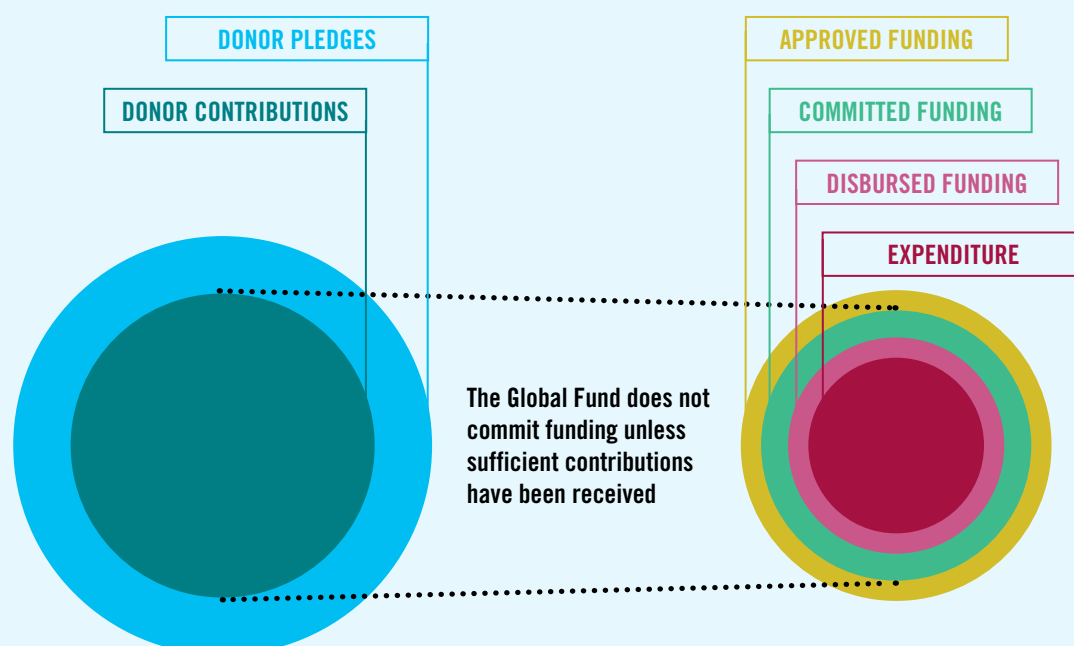 DONOR PLEDGES
DONOR CONTRIBUTIONS
APPROVED FUNDING
COMMITTED FUNDING
DISBURSED FUNDING
EXPENDITURE
The Global Fund does not
commit funding unless
sufficient contributions
have been received